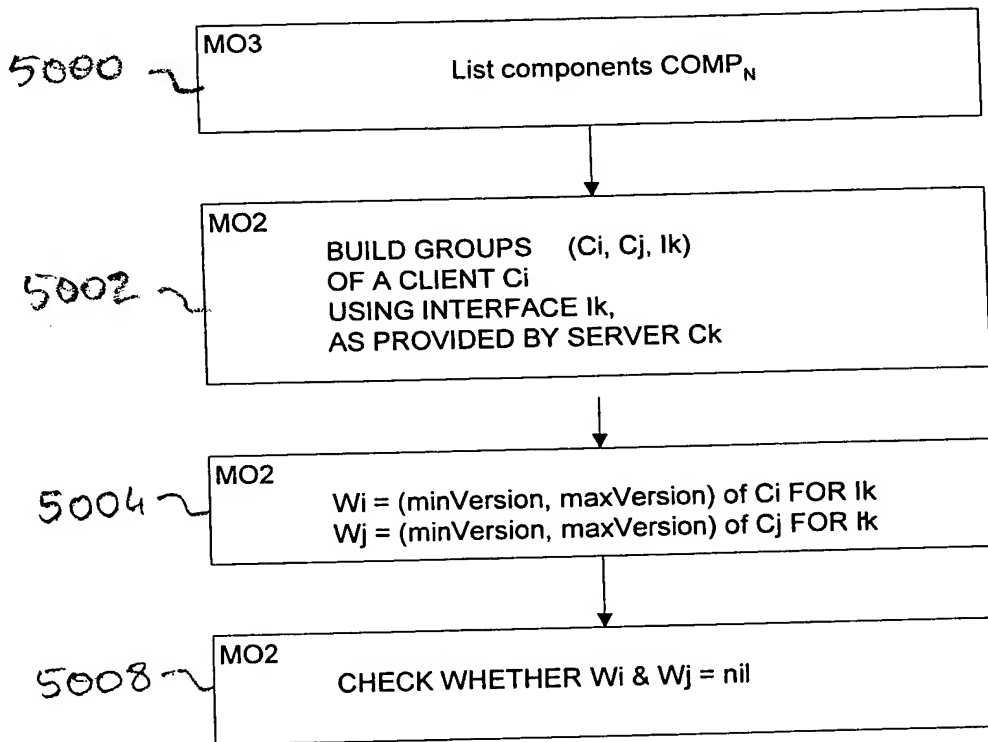 MO3
5000
List components COMP_N
MO2
BUILD GROUPS (Ci, Cj, Ik)
OF A CLIENT Ci
5002
USING INTERFACE Ik,
AS PROVIDED BY SERVER Ck
MO2
5004
Wi = (minVersion, maxVersion) of Ci FOR Ik
Wj = (minVersion, maxVersion) of Cj FOR Ik
MO2
5008
CHECK WHETHER Wi & Wj = nil